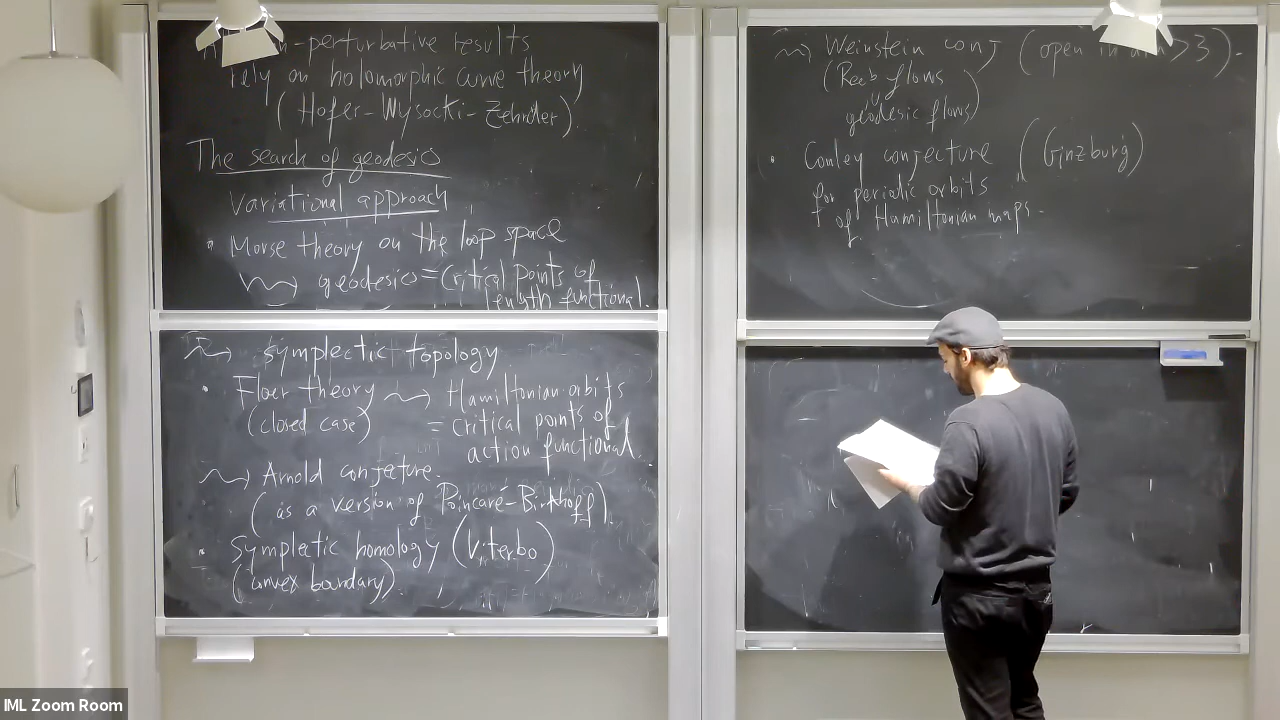 n-perturbative results
rely on holomorphic curve theory
(Hofer-Wysocki-Zehnder)
The search of geodesics
Variational approach
• Morse theory on the loop space
⇝ geodesics = critical points of
length functional.
⇝ symplectic topology
• Floer theory ⇝ Hamiltonian orbits
(closed case) = critical points of
action functional.
⇝ Arnold conjecture.
(as a version of Poincaré-Birkhoff).
• Symplectic homology (Viterbo)
(convex boundary).
⇝ Weinstein conj (open in dim >3).
(Reeb flows
∪
geodesic flows)
• Conley conjecture (Ginzburg)
for periodic orbits
of Hamiltonian maps.
IML Zoom Room